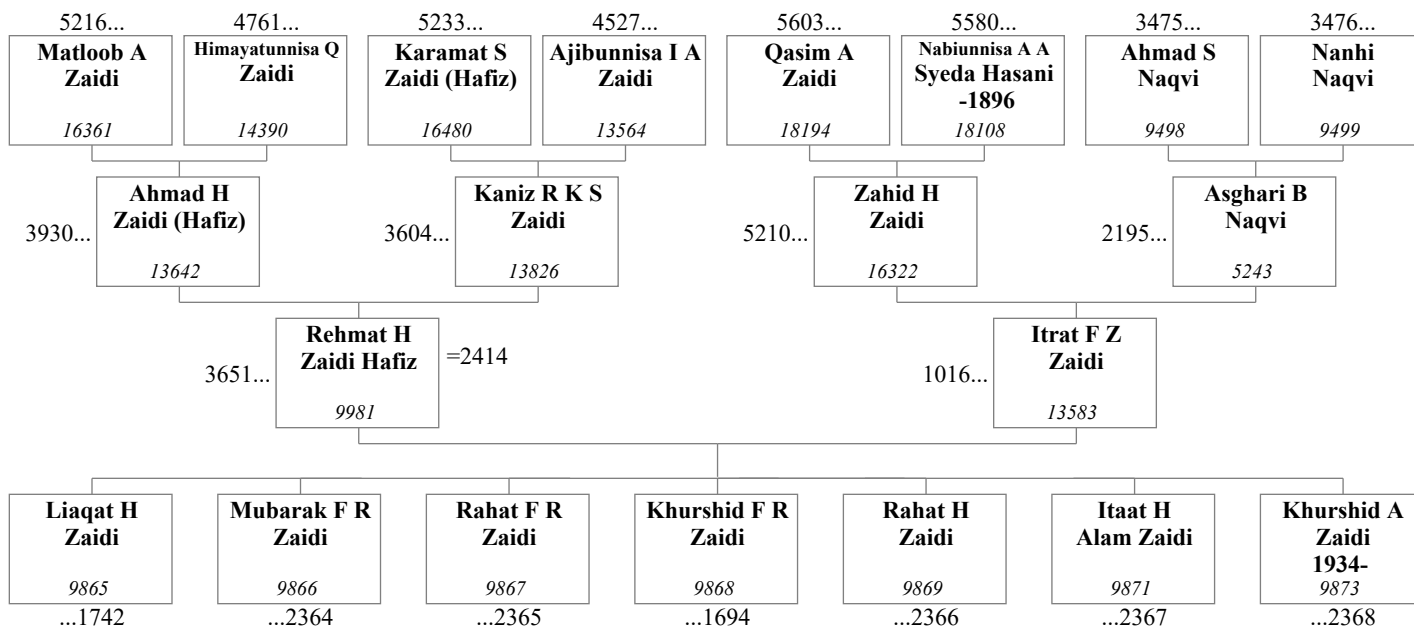 5216... 4761... 5233... 4527... 5603... 5580... 3475... 3476...
Matloob A Himayatunnisa Q Karamat S Ajibunnisa I A Qasim A Nabiunnisa A A Ahmad S Nanhi
Zaidi Zaidi Zaidi (Hafiz) Zaidi Zaidi Syeda Hasani Naqvi Naqvi
-1896
16361 14390 16480 13564 18194 18108 9498 9499
Ahmad H Kaniz R K S Zahid H Asghari B
Zaidi (Hafiz) Zaidi Zaidi Naqvi
3930... 3604... 5210... 2195...
13642 13826 16322 5243
Rehmat H Itrat F Z
Zaidi Hafiz =2414 Zaidi
3651... 1016...
9981 13583
Liaqat H Mubarak F R Rahat F R Khurshid F R Rahat H Itaat H Khurshid A
Zaidi Zaidi Zaidi Zaidi Zaidi Alam Zaidi Zaidi
1934-
9865 9866 9867 9868 9869 9871 9873
...1742 ...2364 ...2365 ...1694 ...2366 ...2367 ...2368